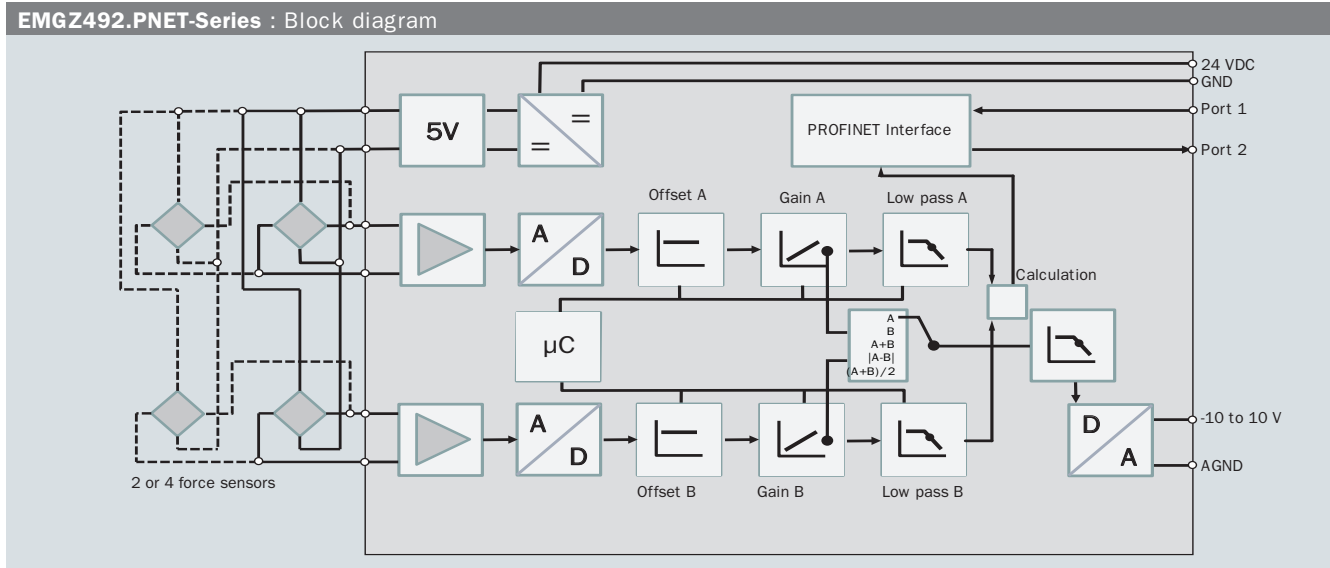 EMGZ492.PNET-Series : Block diagram
24 VDC
GND
5V
=
=
PROFINET Interface
Port 1
Port 2
Offset A
Gain A
Low pass A
A
D
Calculation
µC
A
B
A+B
|A-B|
(A+B)/2
A
D
D
A
-10 to 10 V
AGND
2 or 4 force sensors
Offset B
Gain B
Low pass B